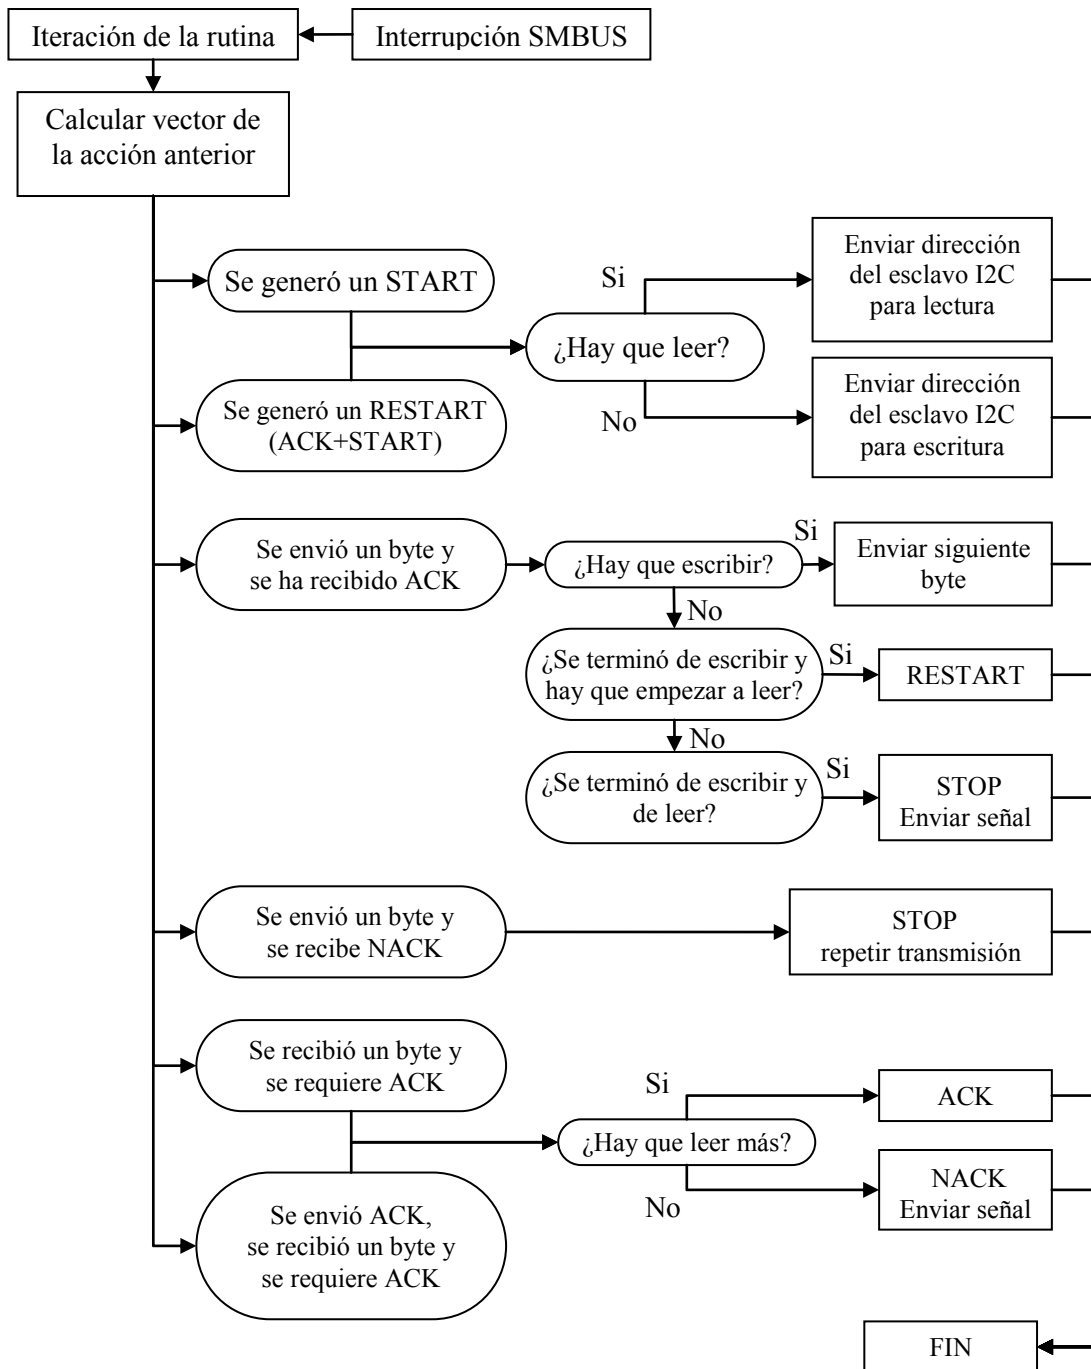 Iteración de la rutina
Interrupción SMBUS
Calcular vector de
la acción anterior
Se generó un START
Se generó un RESTART
(ACK+START)
¿Hay que leer?
Si
Enviar dirección
del esclavo I2C
para lectura
No
Enviar dirección
del esclavo I2C
para escritura
Se envió un byte y
se ha recibido ACK
¿Hay que escribir?
Si
Enviar siguiente
byte
No
¿Se terminó de escribir y
hay que empezar a leer?
Si
RESTART
No
¿Se terminó de escribir y
de leer?
Si
STOP
Enviar señal
Se envió un byte y
se recibe NACK
STOP
repetir transmisión
Se recibió un byte y
se requiere ACK
Se envió ACK,
se recibió un byte y
se requiere ACK
¿Hay que leer más?
Si
ACK
No
NACK
Enviar señal
FIN